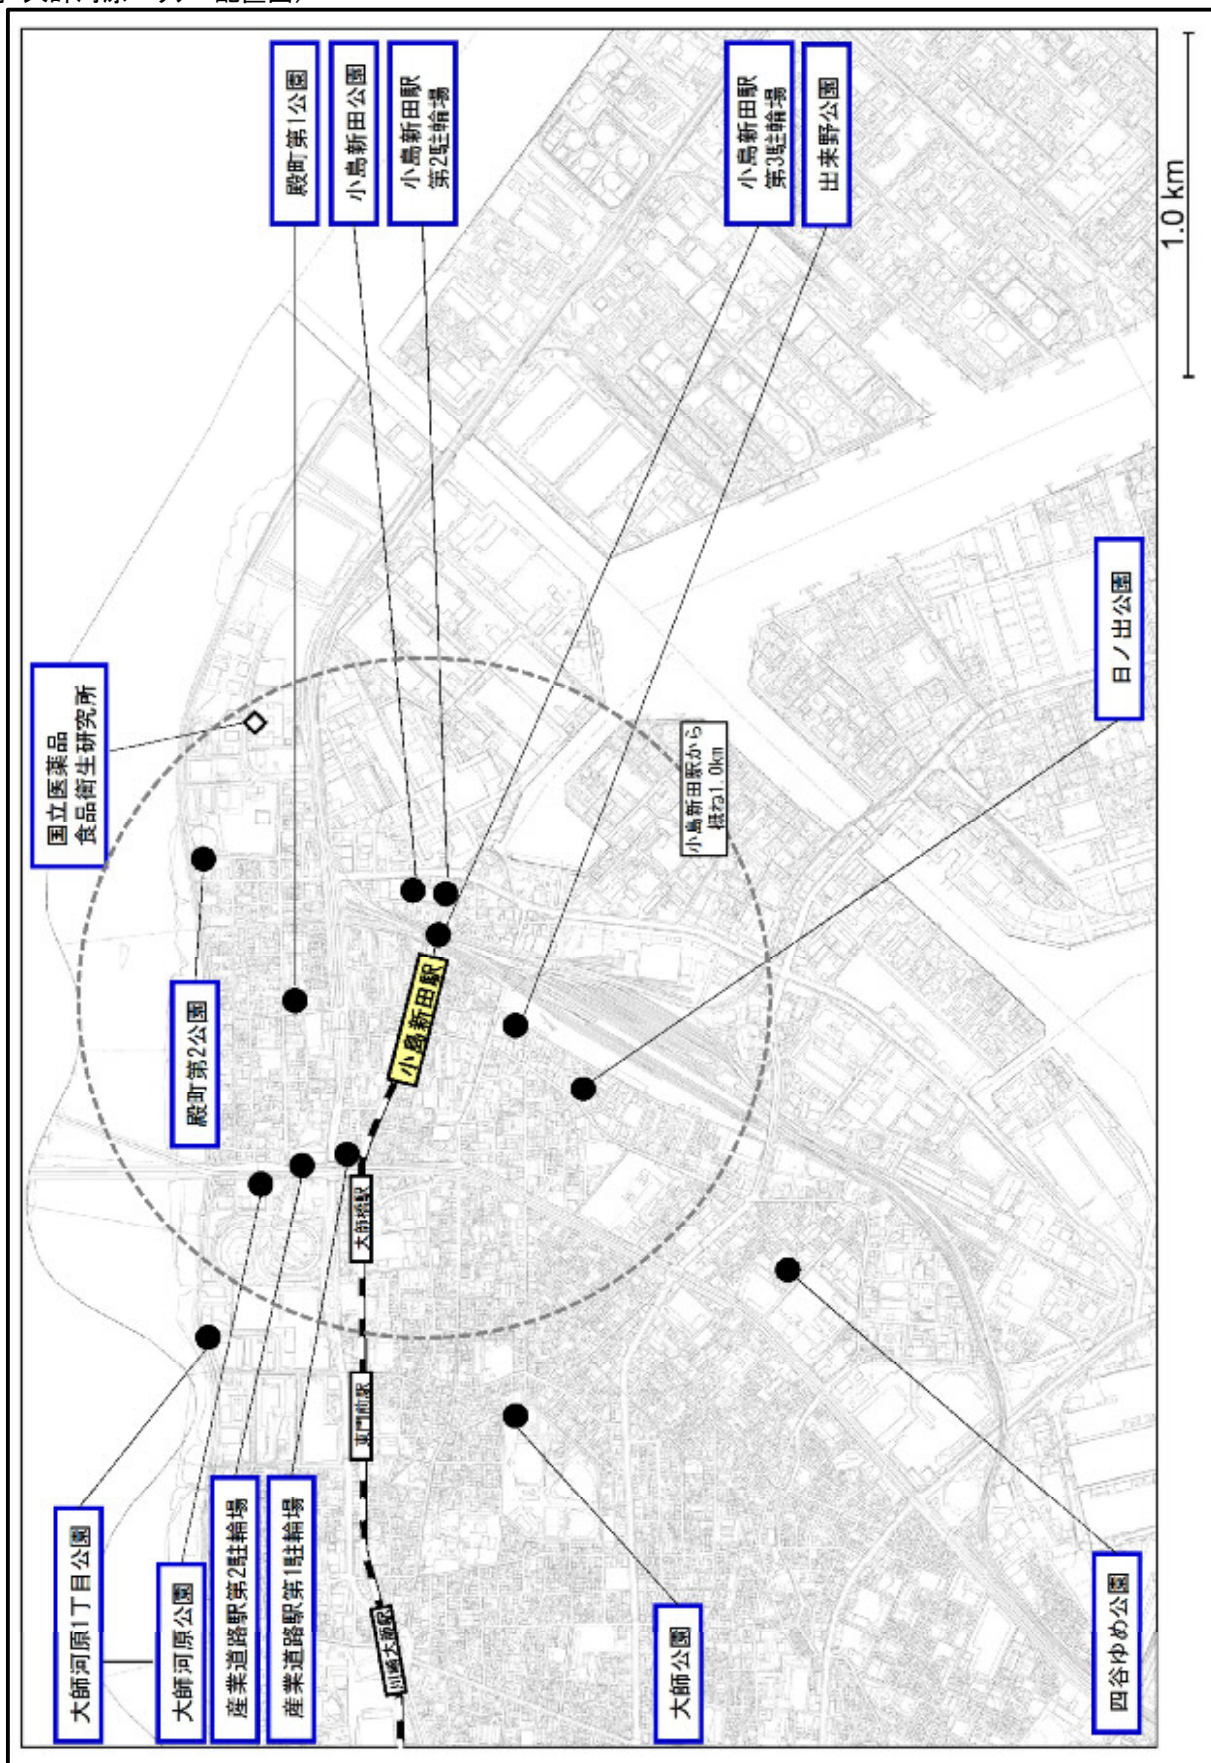 殿町第1公園
小島新田公園
小島新田駅
第2駐輪場
小島新田駅
第3駐輪場
出来野公園
1.0 km
国立医薬品
食品衛生研究所
日ノ出公園
小島新田駅から
概ね1.0km
殿町第2公園
小島新田駅
大師橋駅
東門前駅
川崎大師駅
大師河原1丁目公園
大師河原公園
産業道路駅第2駐輪場
産業道路駅第1駐輪場
大師公園
四谷ゆめ公園